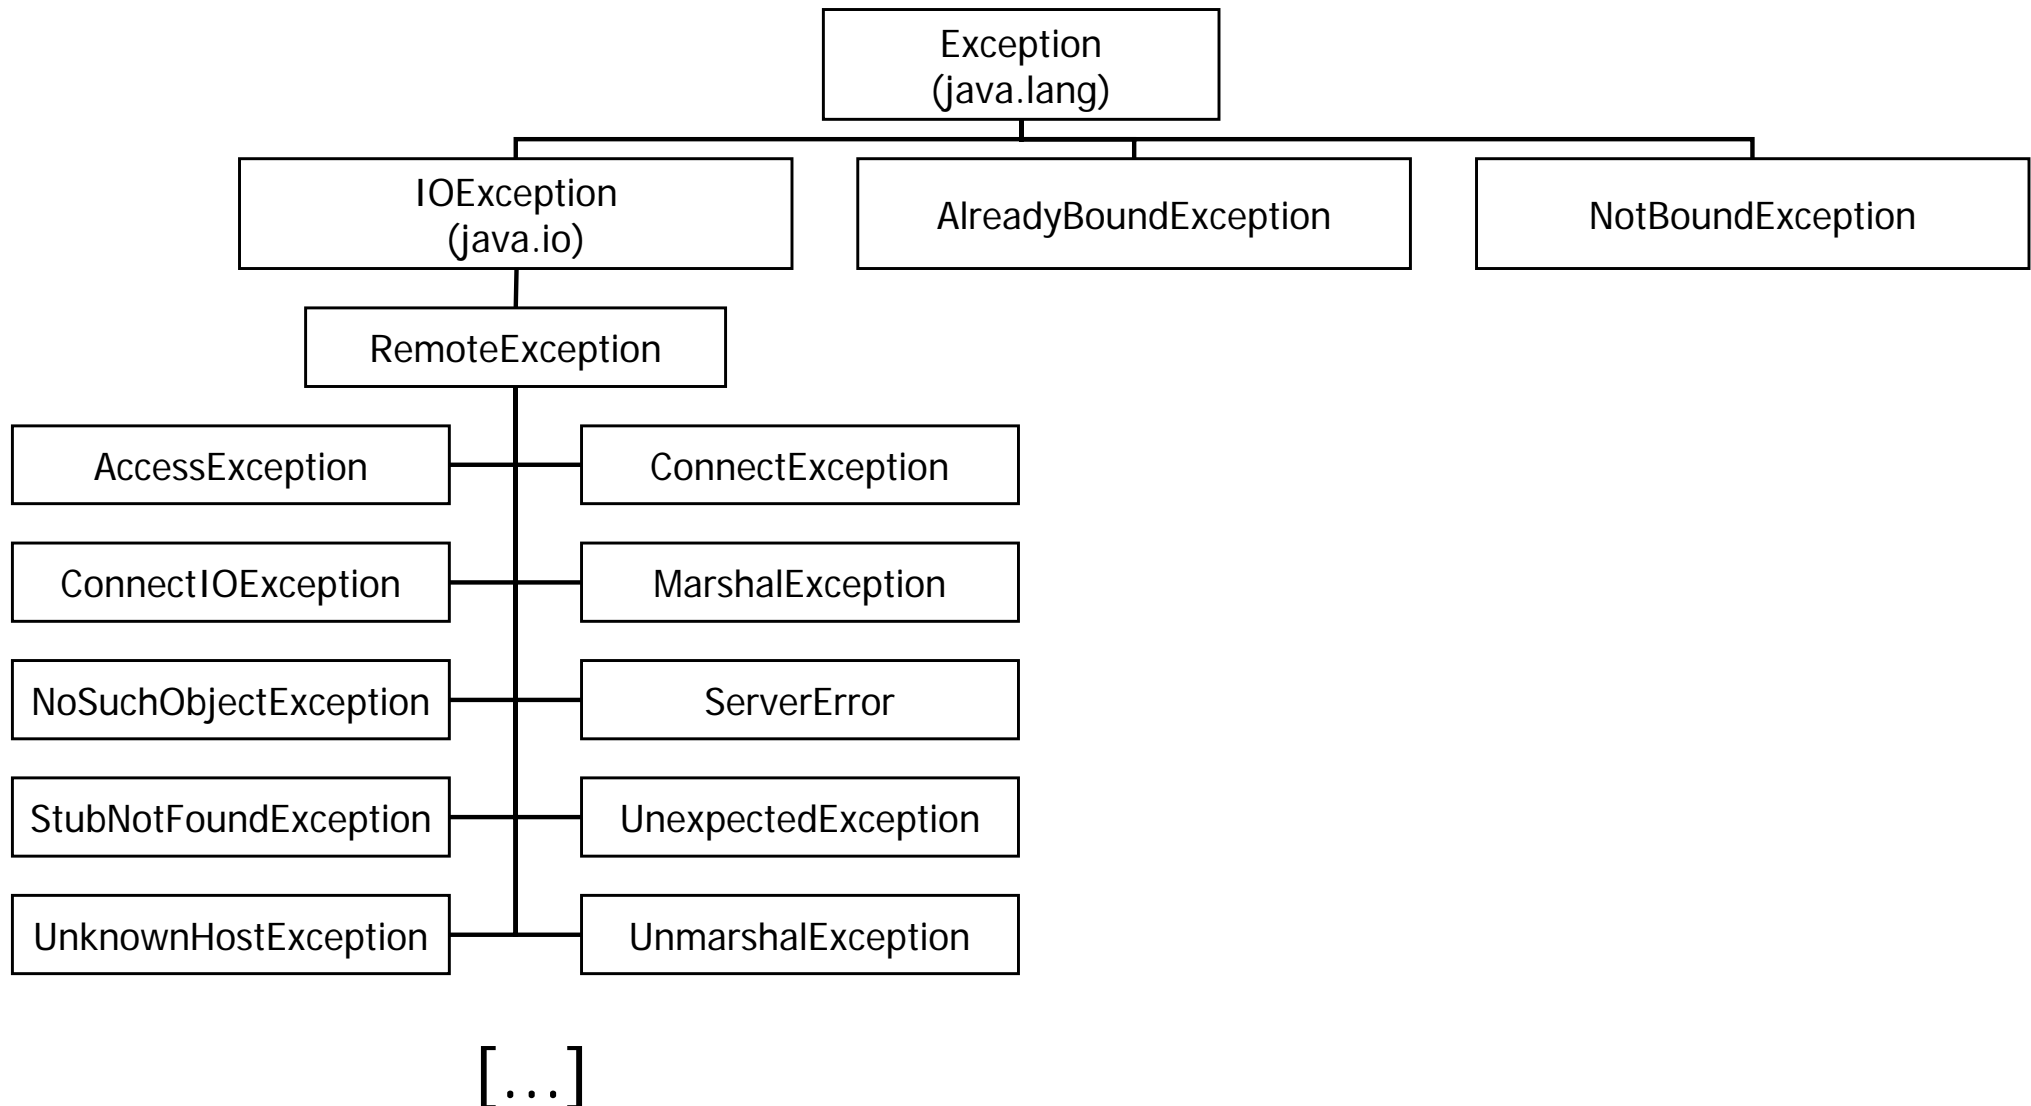 Exception
(java.lang)
IOException
(java.io)
AlreadyBoundException
NotBoundException
RemoteException
AccessException
ConnectException
ConnectIOException
MarshalException
NoSuchObjectException
ServerError
StubNotFoundException
UnexpectedException
UnknownHostException
UnmarshalException
[...]